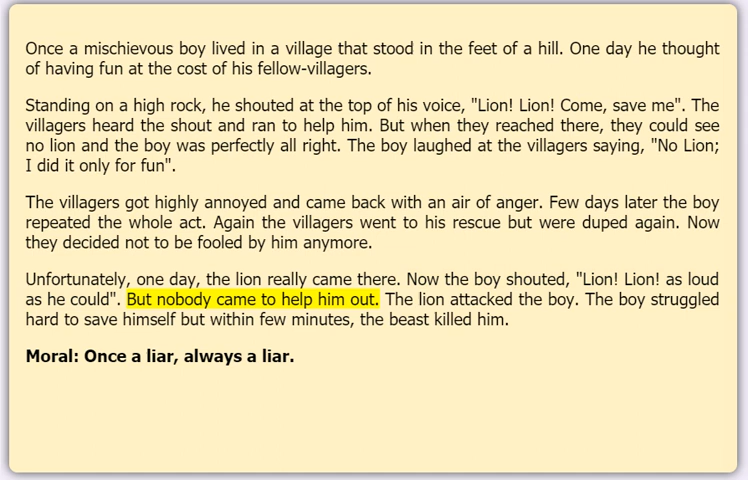 Once a mischievous boy lived in a village that stood in the feet of a hill. One day he thought
of having fun at the cost of his fellow-villagers.
Standing on a high rock, he shouted at the top of his voice, "Lion! Lion! Come, save me". The
villagers heard the shout and ran to help him. But when they reached there, they could see
no lion and the boy was perfectly all right. The boy laughed at the villagers saying, "No Lion;
I did it only for fun".
The villagers got highly annoyed and came back with an air of anger. Few days later the boy
repeated the whole act. Again the villagers went to his rescue but were duped again. Now
they decided not to be fooled by him anymore.
Unfortunately, one day, the lion really came there. Now the boy shouted, "Lion! Lion! as loud
as he could". But nobody came to help him out. The lion attacked the boy. The boy struggled
hard to save himself but within few minutes, the beast killed him.
Moral: Once a liar, always a liar.